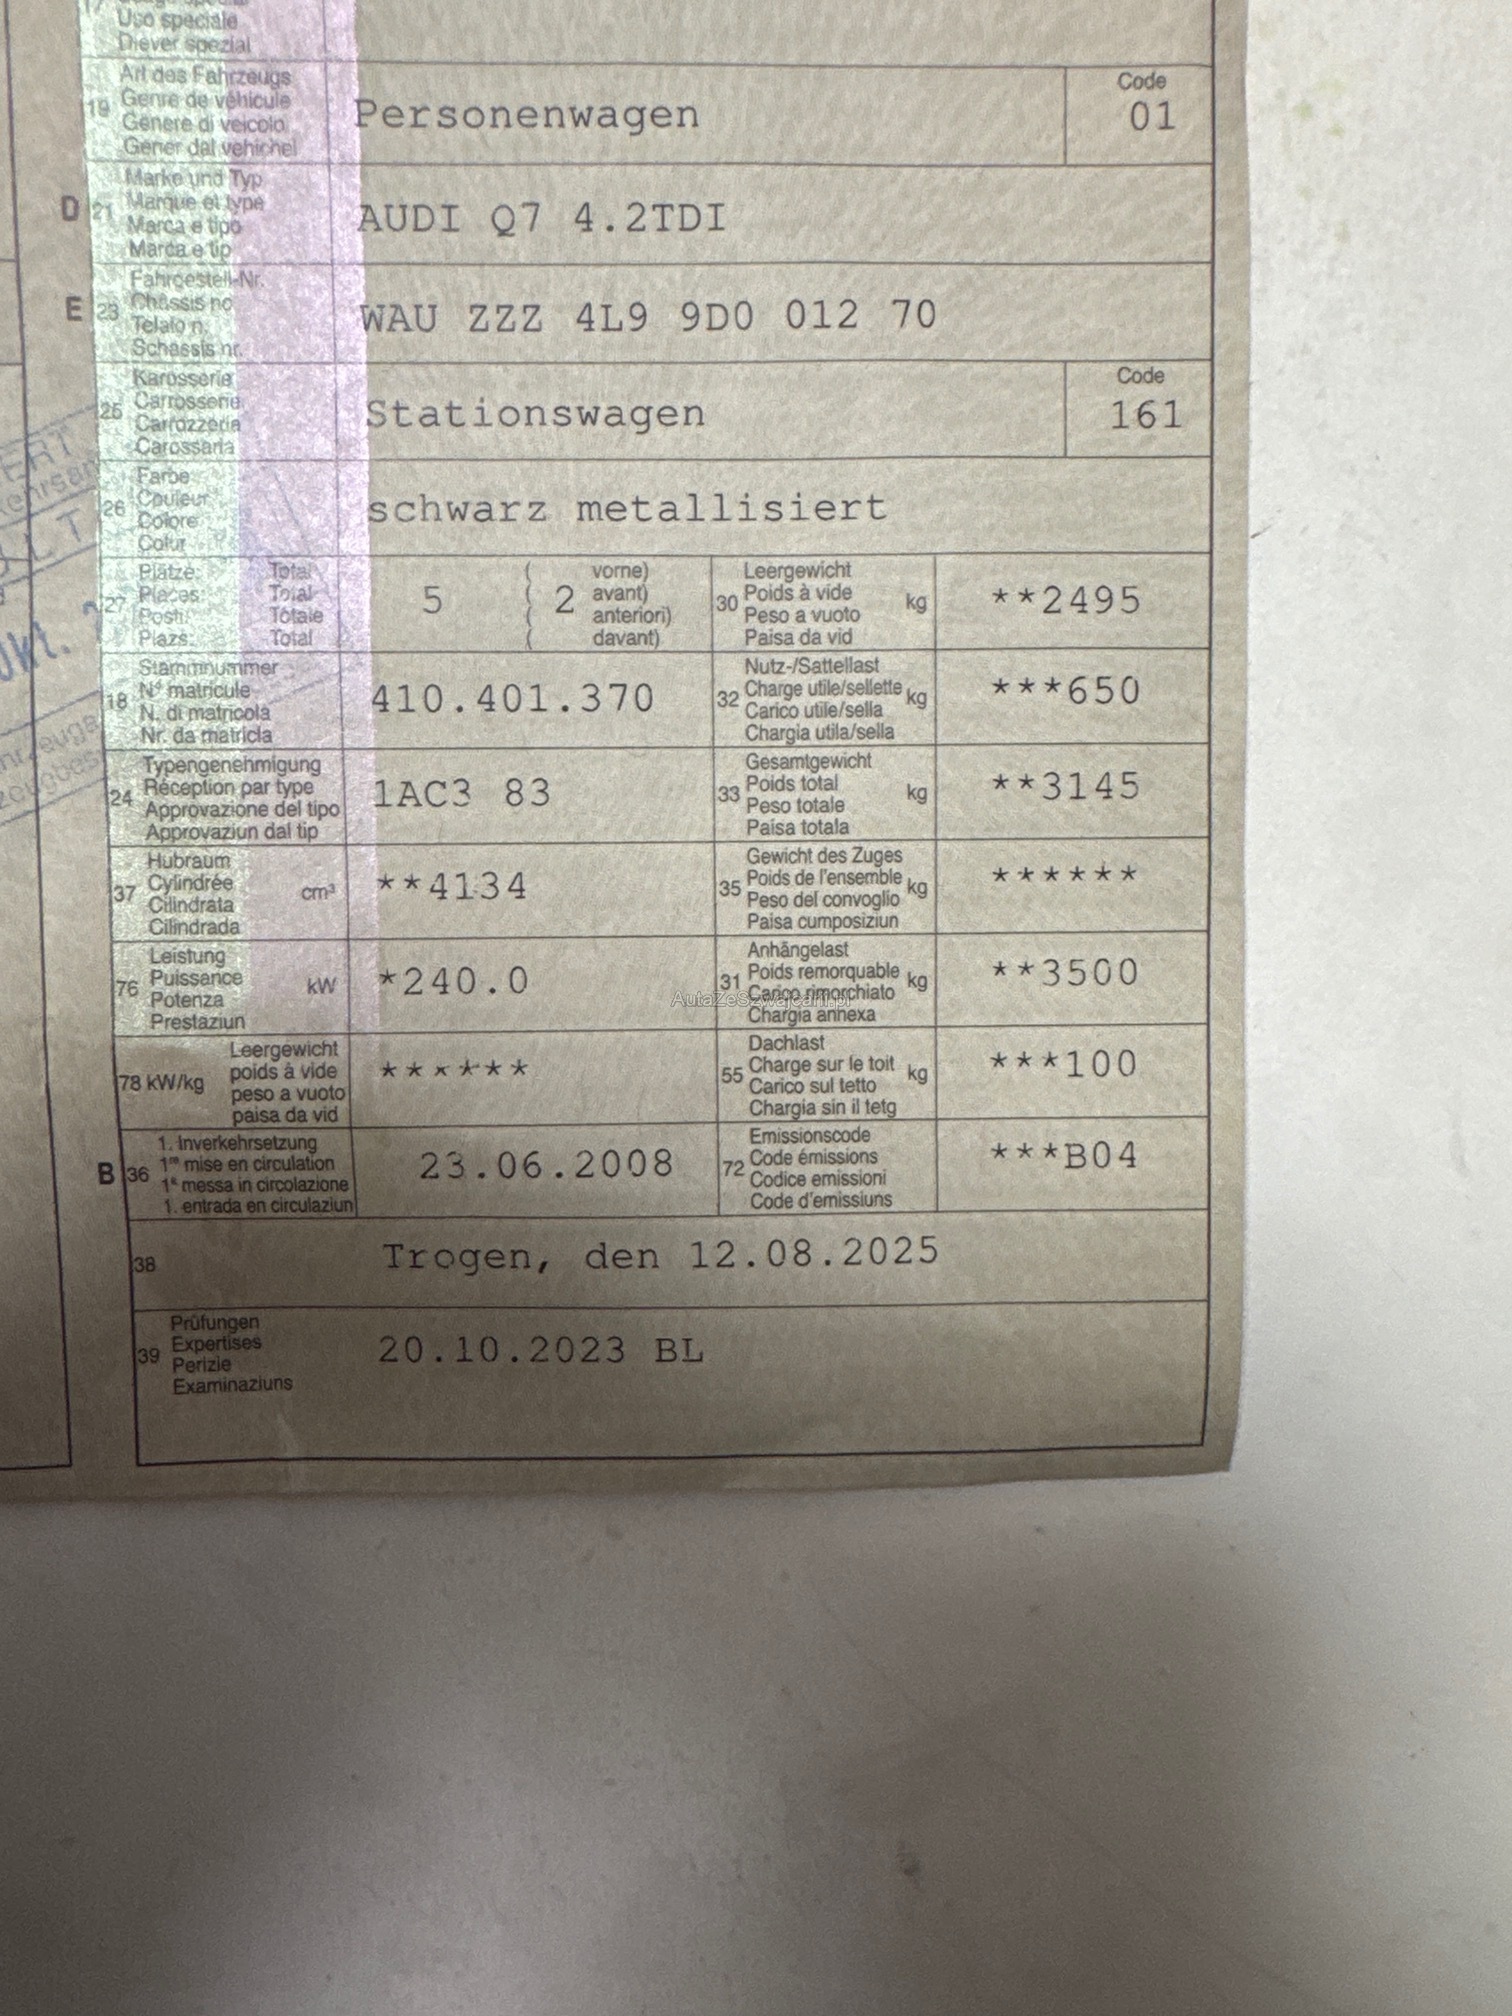 Uso speciale
Diever spezial
19 Art des Fahrzeugs
Genre de véhicule
Genere di veicolo
Gener dal vehichel
Personenwagen
Code
01
D 21 Marke und Typ
Marque et type
Marca e tipo
Marca e tip
AUDI Q7 4.2TDI
E 23 Fahrgestell-Nr.
Châssis no
Telaio n.
Schassis nr.
WAU ZZZ 4L9 9D0 012 70
25 Karosserie
Carrosserie
Carrozzeria
Carossaria
Stationswagen
Code
161
26 Farbe
Couleur
Colore
Colur
schwarz metallisiert
27 Plätze: Total
Places: Total
Posti: Totale
Plazs: Total
5
( vorne)
( 2 avant)
( anteriori)
( davant)
30 Leergewicht
Poids à vide kg
Peso a vuoto
Paisa da vid
**2495
18 Stammnummer
No matricule
N. di matricola
Nr. da matricla
410.401.370
32 Nutz-/Sattellast
Charge utile/sellette kg
Carico utile/sella
Chargia utila/sella
***650
24 Typengenehmigung
Réception par type
Approvazione del tipo
Approvaziun dal tip
1AC3 83
33 Gesamtgewicht
Poids total kg
Peso totale
Paisa totala
**3145
37 Hubraum
Cylindrée cm³
Cilindrata
Cilindrada
**4134
35 Gewicht des Zuges
Poids de l'ensemble kg
Peso del convoglio
Paisa cumposiziun
******
76 Leistung
Puissance kW
Potenza
Prestaziun
*240.0
31 Anhängelast
Poids remorquable kg
Carico rimorchiato
Chargia annexa
**3500
AutaZeSzwajcarii.pl
78 kW/kg Leergewicht
poids à vide
peso a vuoto
paisa da vid
******
55 Dachlast
Charge sur le toit kg
Carico sul tetto
Chargia sin il tetg
***100
B 36 1. Inverkehrsetzung
1re mise en circulation
1a messa in circolazione
1. entrada en circulaziun
23.06.2008
72 Emissionscode
Code émissions
Codice emissioni
Code d'emissiuns
***B04
38 Trogen, den 12.08.2025
39 Prüfungen
Expertises
Perizie
Examinaziuns
20.10.2023 BL